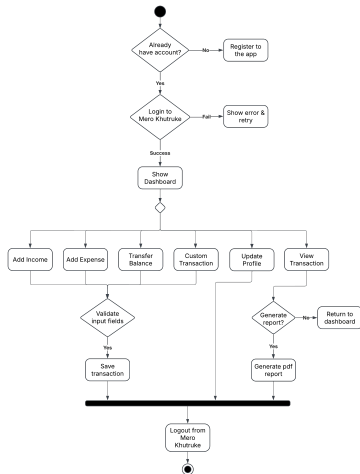 Already
have account?
No
Register to
the app
Yes
Login to
Mero Khutruke
Fail
Show error &
retry
Success
Show
Dashboard
Add Income
Add Expense
Transfer
Balance
Custom
Transaction
Update
Profile
View
Transaction
Validate
input fields
Generate
report?
No
Return to
dashboard
Yes
Yes
Save
transaction
Generate pdf
report
Logout from
Mero
Khutruke